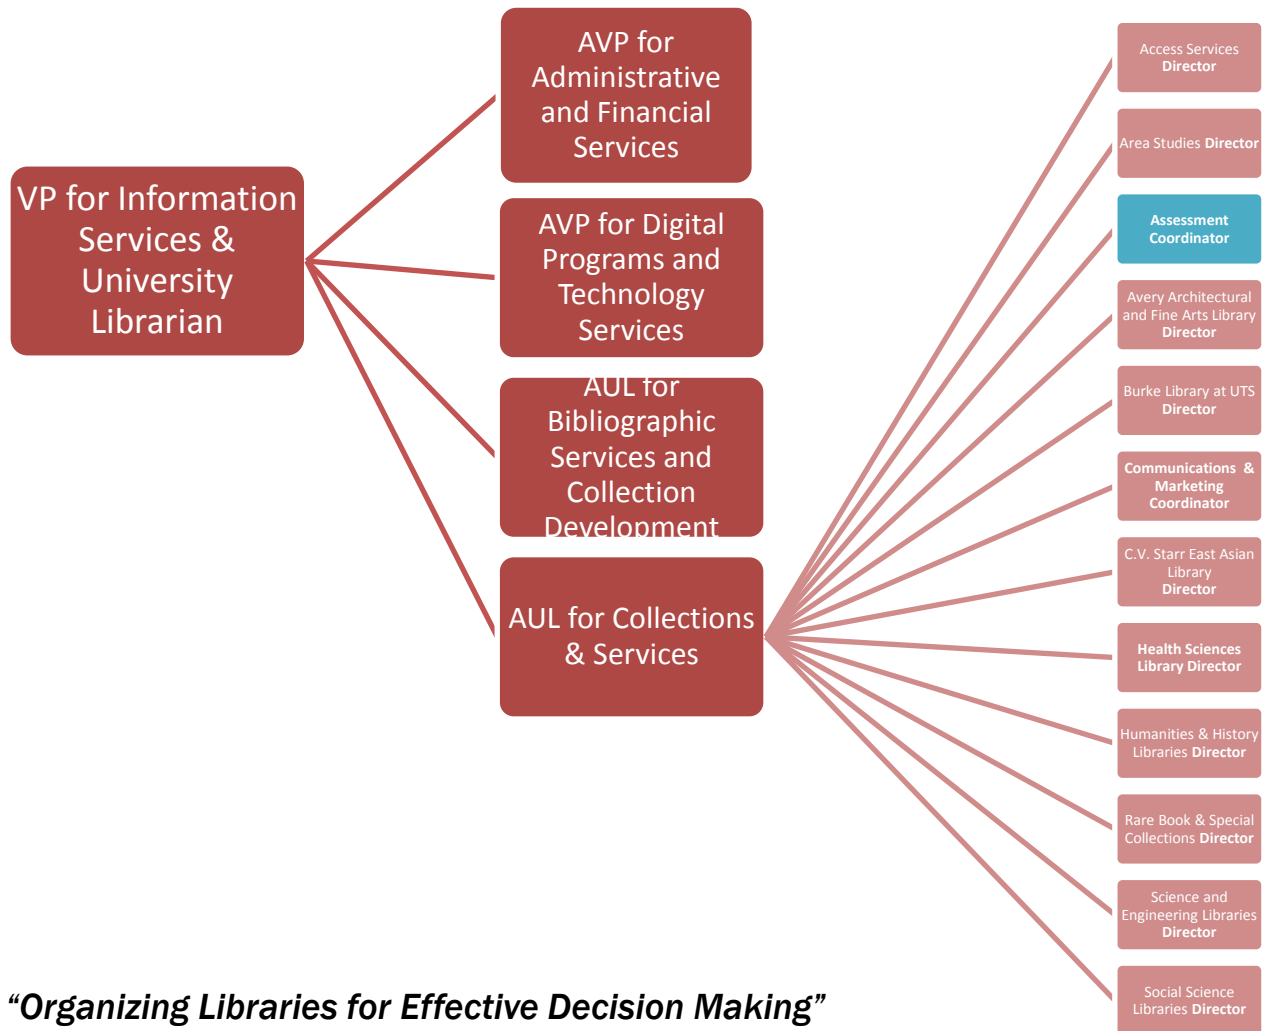 VP for Information
Services &
University
Librarian
AVP for
Administrative
and Financial
Services
AVP for Digital
Programs and
Technology
Services
AUL for
Bibliographic
Services and
Collection
Development
AUL for Collections
& Services
Access Services
Director
Area Studies Director
Assessment
Coordinator
Avery Architectural
and Fine Arts Library
Director
Burke Library at UTS
Director
Communications &
Marketing
Coordinator
C.V. Starr East Asian
Library
Director
Health Sciences
Library Director
Humanities & History
Libraries Director
Rare Book & Special
Collections Director
Science and
Engineering Libraries
Director
Social Science
Libraries Director
“Organizing Libraries for Effective Decision Making”